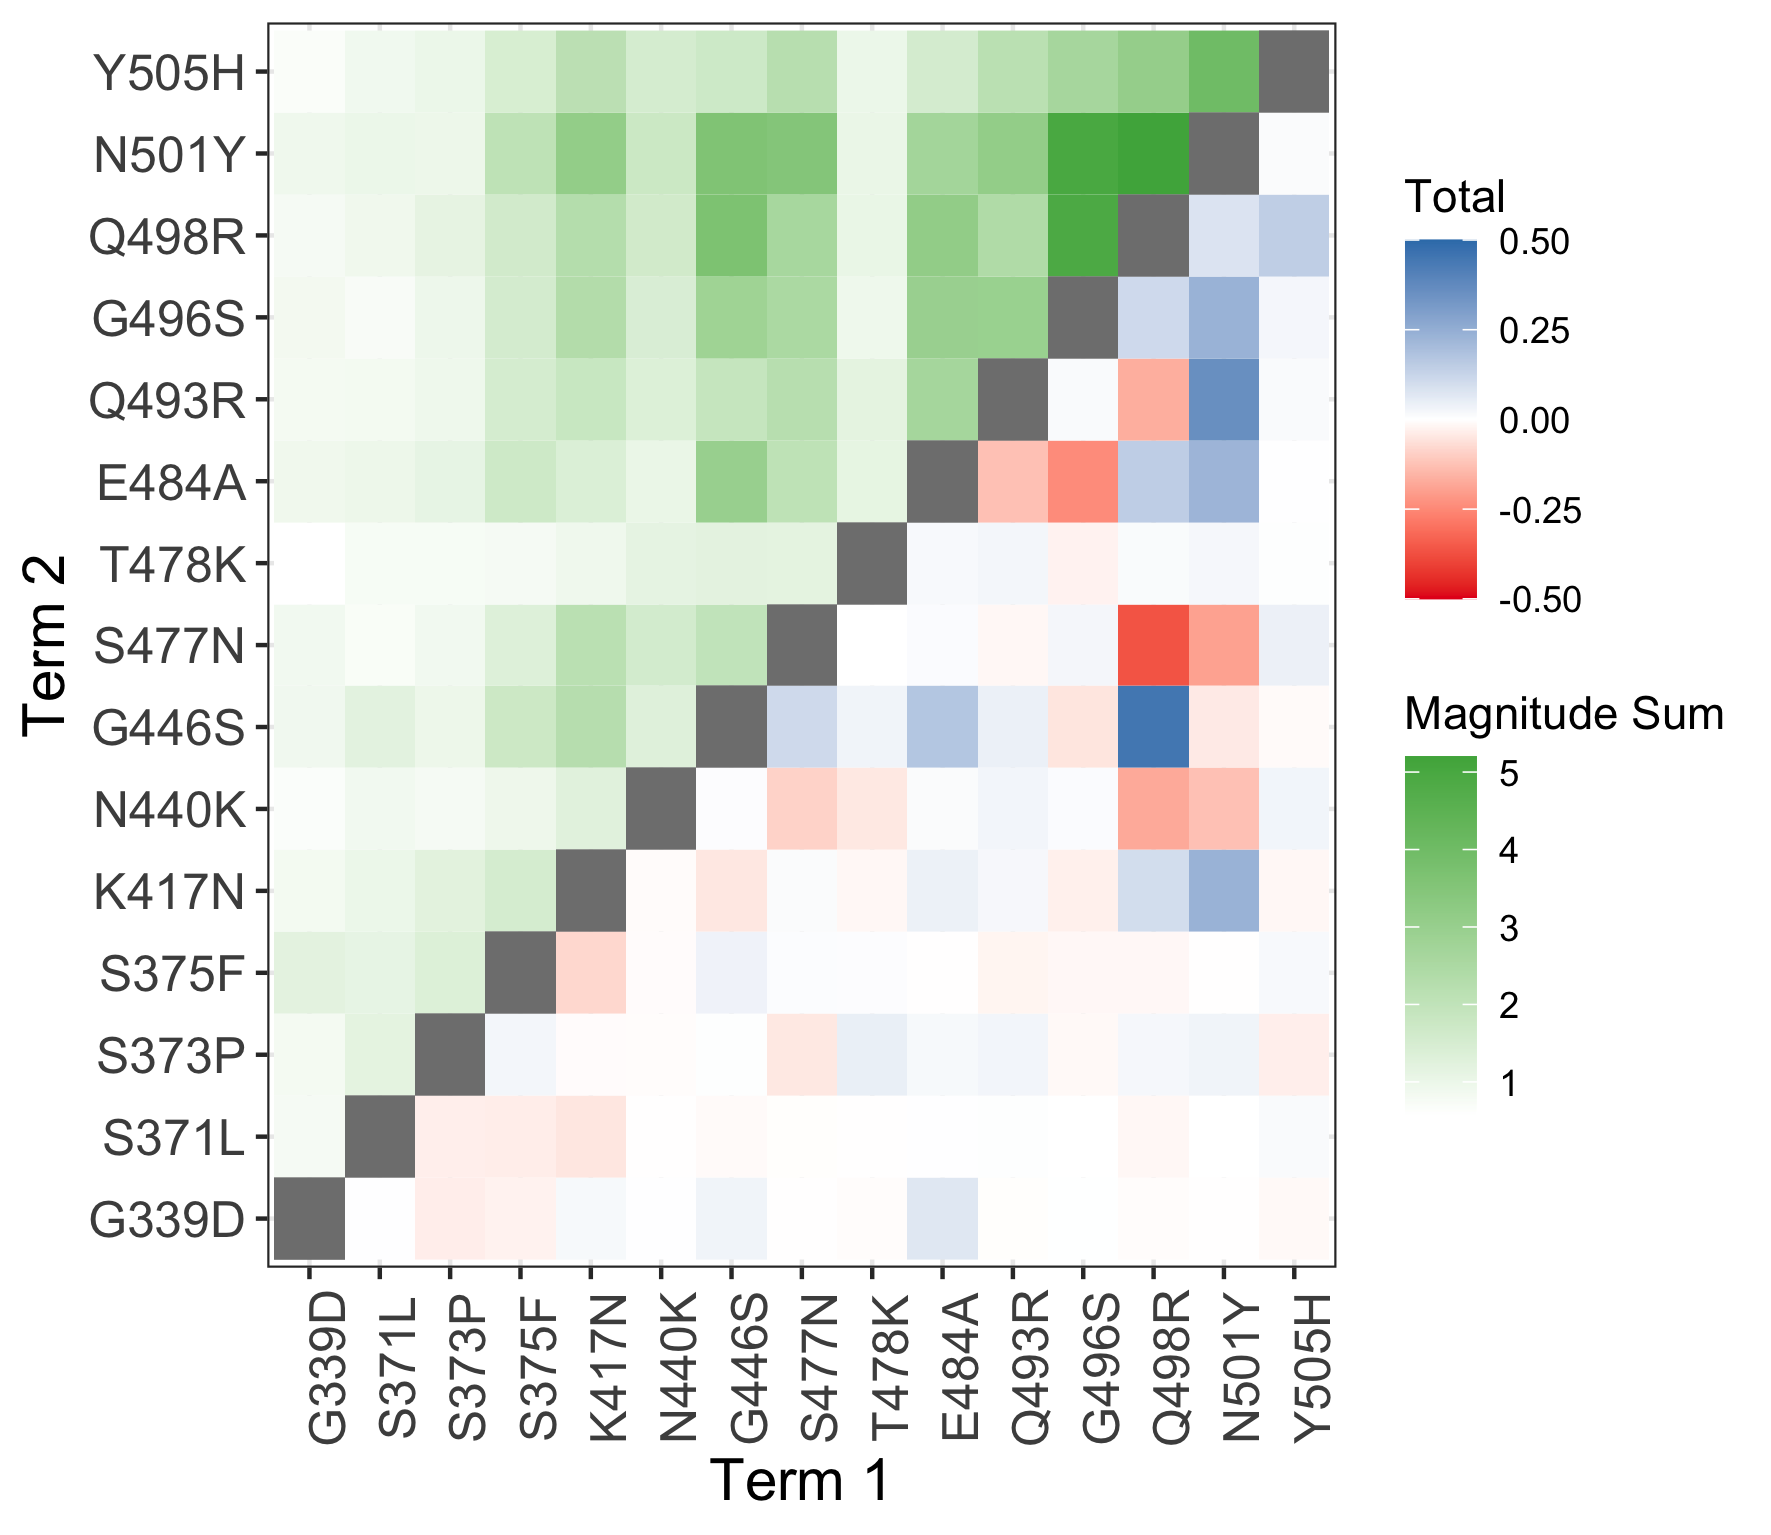 Y505H
N501Y
Q498R
G496S
Q493R
E484A
T478K
S477N
G446S
N440K
K417N
S375F
S373P
S371L
G339D
Term 2
G339D
S371L
S373P
S375F
K417N
N440K
G446S
S477N
T478K
E484A
Q493R
G496S
Q498R
N501Y
Y505H
Term 1
Total
0.50
0.25
0.00
-0.25
-0.50
Magnitude Sum
5
4
3
2
1